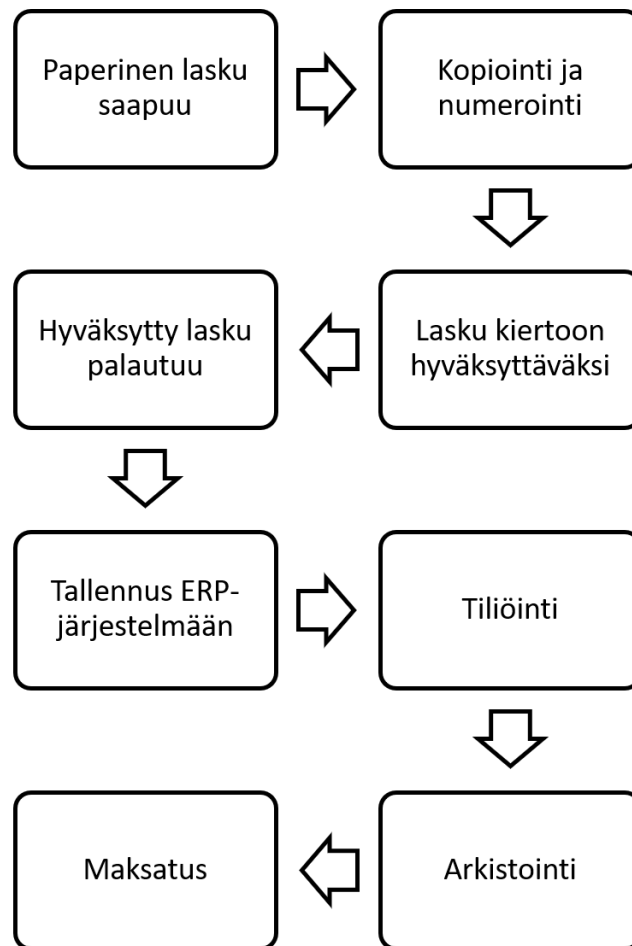 Paperinen lasku
saapuu
Kopiointi ja
numerointi
Lasku kiertoon
hyväksyttäväksi
Hyväksytty lasku
palautuu
Tallennus ERP-
järjestelmään
Tiliöinti
Arkistointi
Maksatus